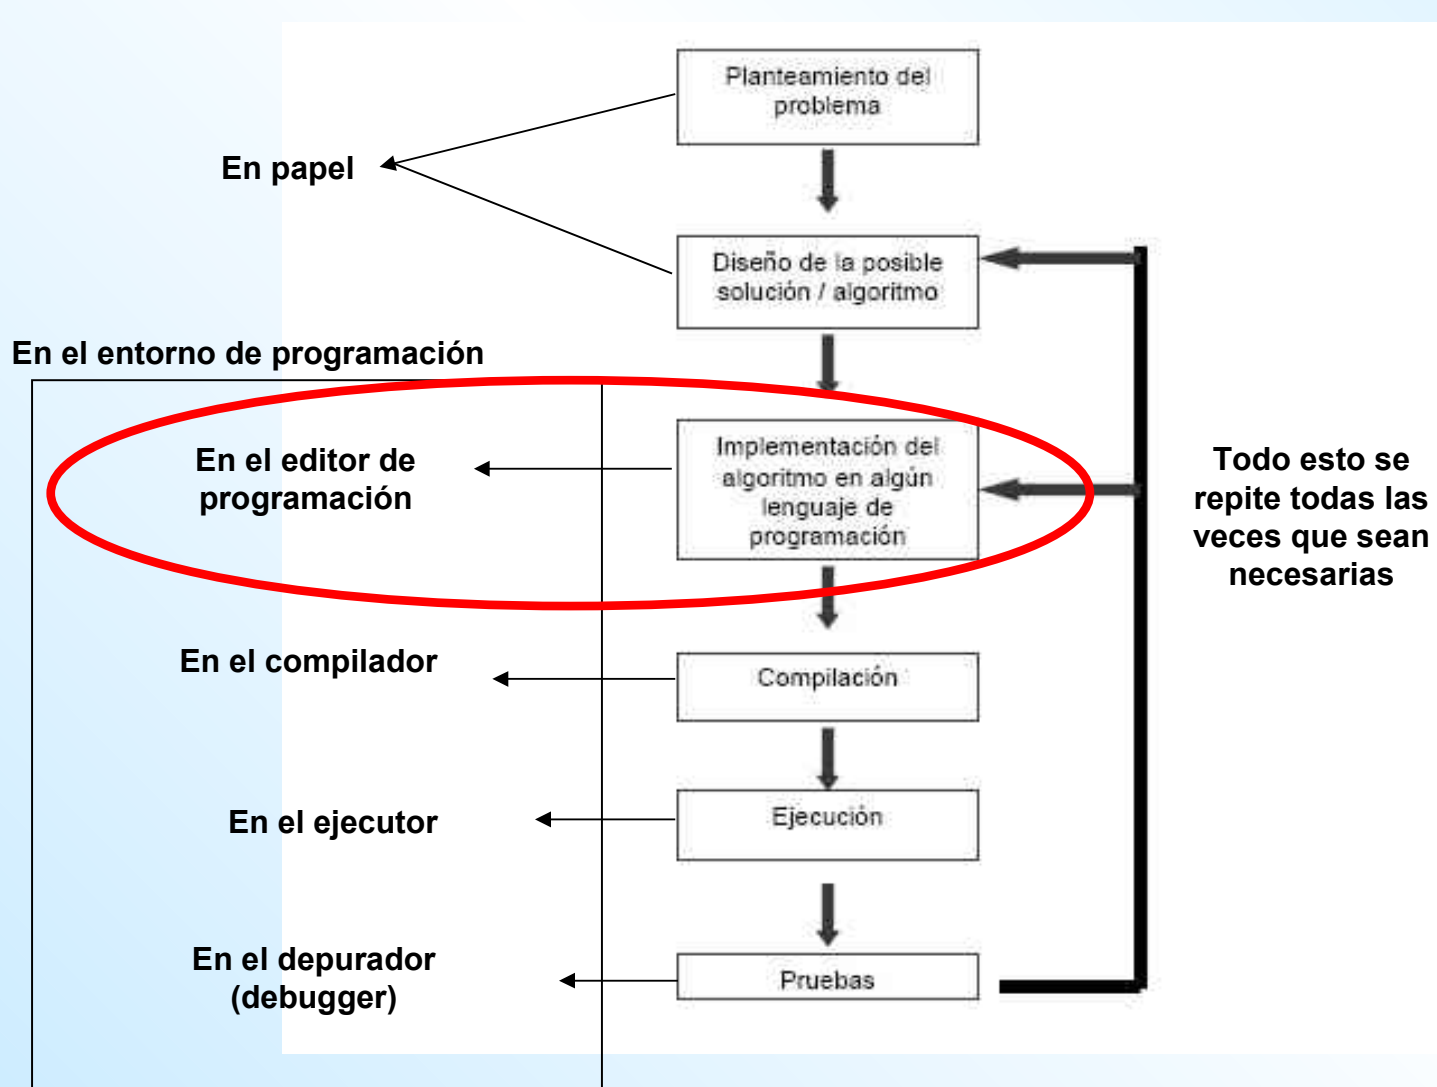 Planteamiento del
problema
En papel
Diseño de la posible
solución / algoritmo
En el entorno de programación
En el editor de
programación
Implementación del
algoritmo en algún
lenguaje de
programación
Todo esto se
repite todas las
veces que sean
necesarias
En el compilador
Compilación
En el ejecutor
Ejecución
En el depurador
(debugger)
Pruebas